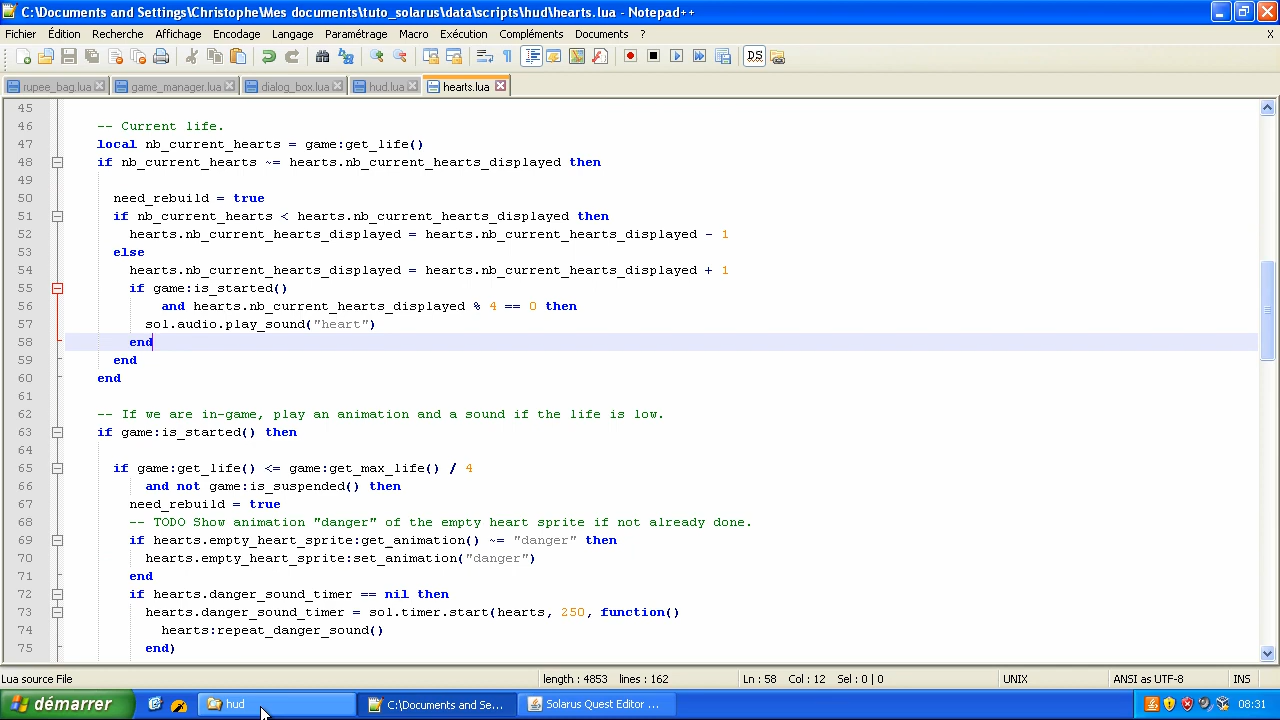 C:\Documents and Settings\Christophe\Mes documents\tuto_solarus\data\scripts\hud\hearts.lua - Notepad++
Fichier Édition Recherche Affichage Encodage Langage Paramétrage Macro Exécution Compléments Documents ? X
rupee_bag.lua game_manager.lua dialog_box.lua hud.lua hearts.lua
45
46 -- Current life.
47 local nb_current_hearts = game:get_life()
48 if nb_current_hearts ~= hearts.nb_current_hearts_displayed then
49
50 need_rebuild = true
51 if nb_current_hearts < hearts.nb_current_hearts_displayed then
52 hearts.nb_current_hearts_displayed = hearts.nb_current_hearts_displayed - 1
53 else
54 hearts.nb_current_hearts_displayed = hearts.nb_current_hearts_displayed + 1
55 if game:is_started()
56 and hearts.nb_current_hearts_displayed % 4 == 0 then
57 sol.audio.play_sound("heart")
58 end
59 end
60 end
61
62 -- If we are in-game, play an animation and a sound if the life is low.
63 if game:is_started() then
64
65 if game:get_life() <= game:get_max_life() / 4
66 and not game:is_suspended() then
67 need_rebuild = true
68 -- TODO Show animation "danger" of the empty heart sprite if not already done.
69 if hearts.empty_heart_sprite:get_animation() ~= "danger" then
70 hearts.empty_heart_sprite:set_animation("danger")
71 end
72 if hearts.danger_sound_timer == nil then
73 hearts.danger_sound_timer = sol.timer.start(hearts, 250, function()
74 hearts:repeat_danger_sound()
75 end)
Lua source File length : 4853 lines : 162 Ln : 58 Col : 12 Sel : 0 | 0 UNIX ANSI as UTF-8 INS
démarrer hud C:\Documents and Se... Solarus Quest Editor ... 08:31